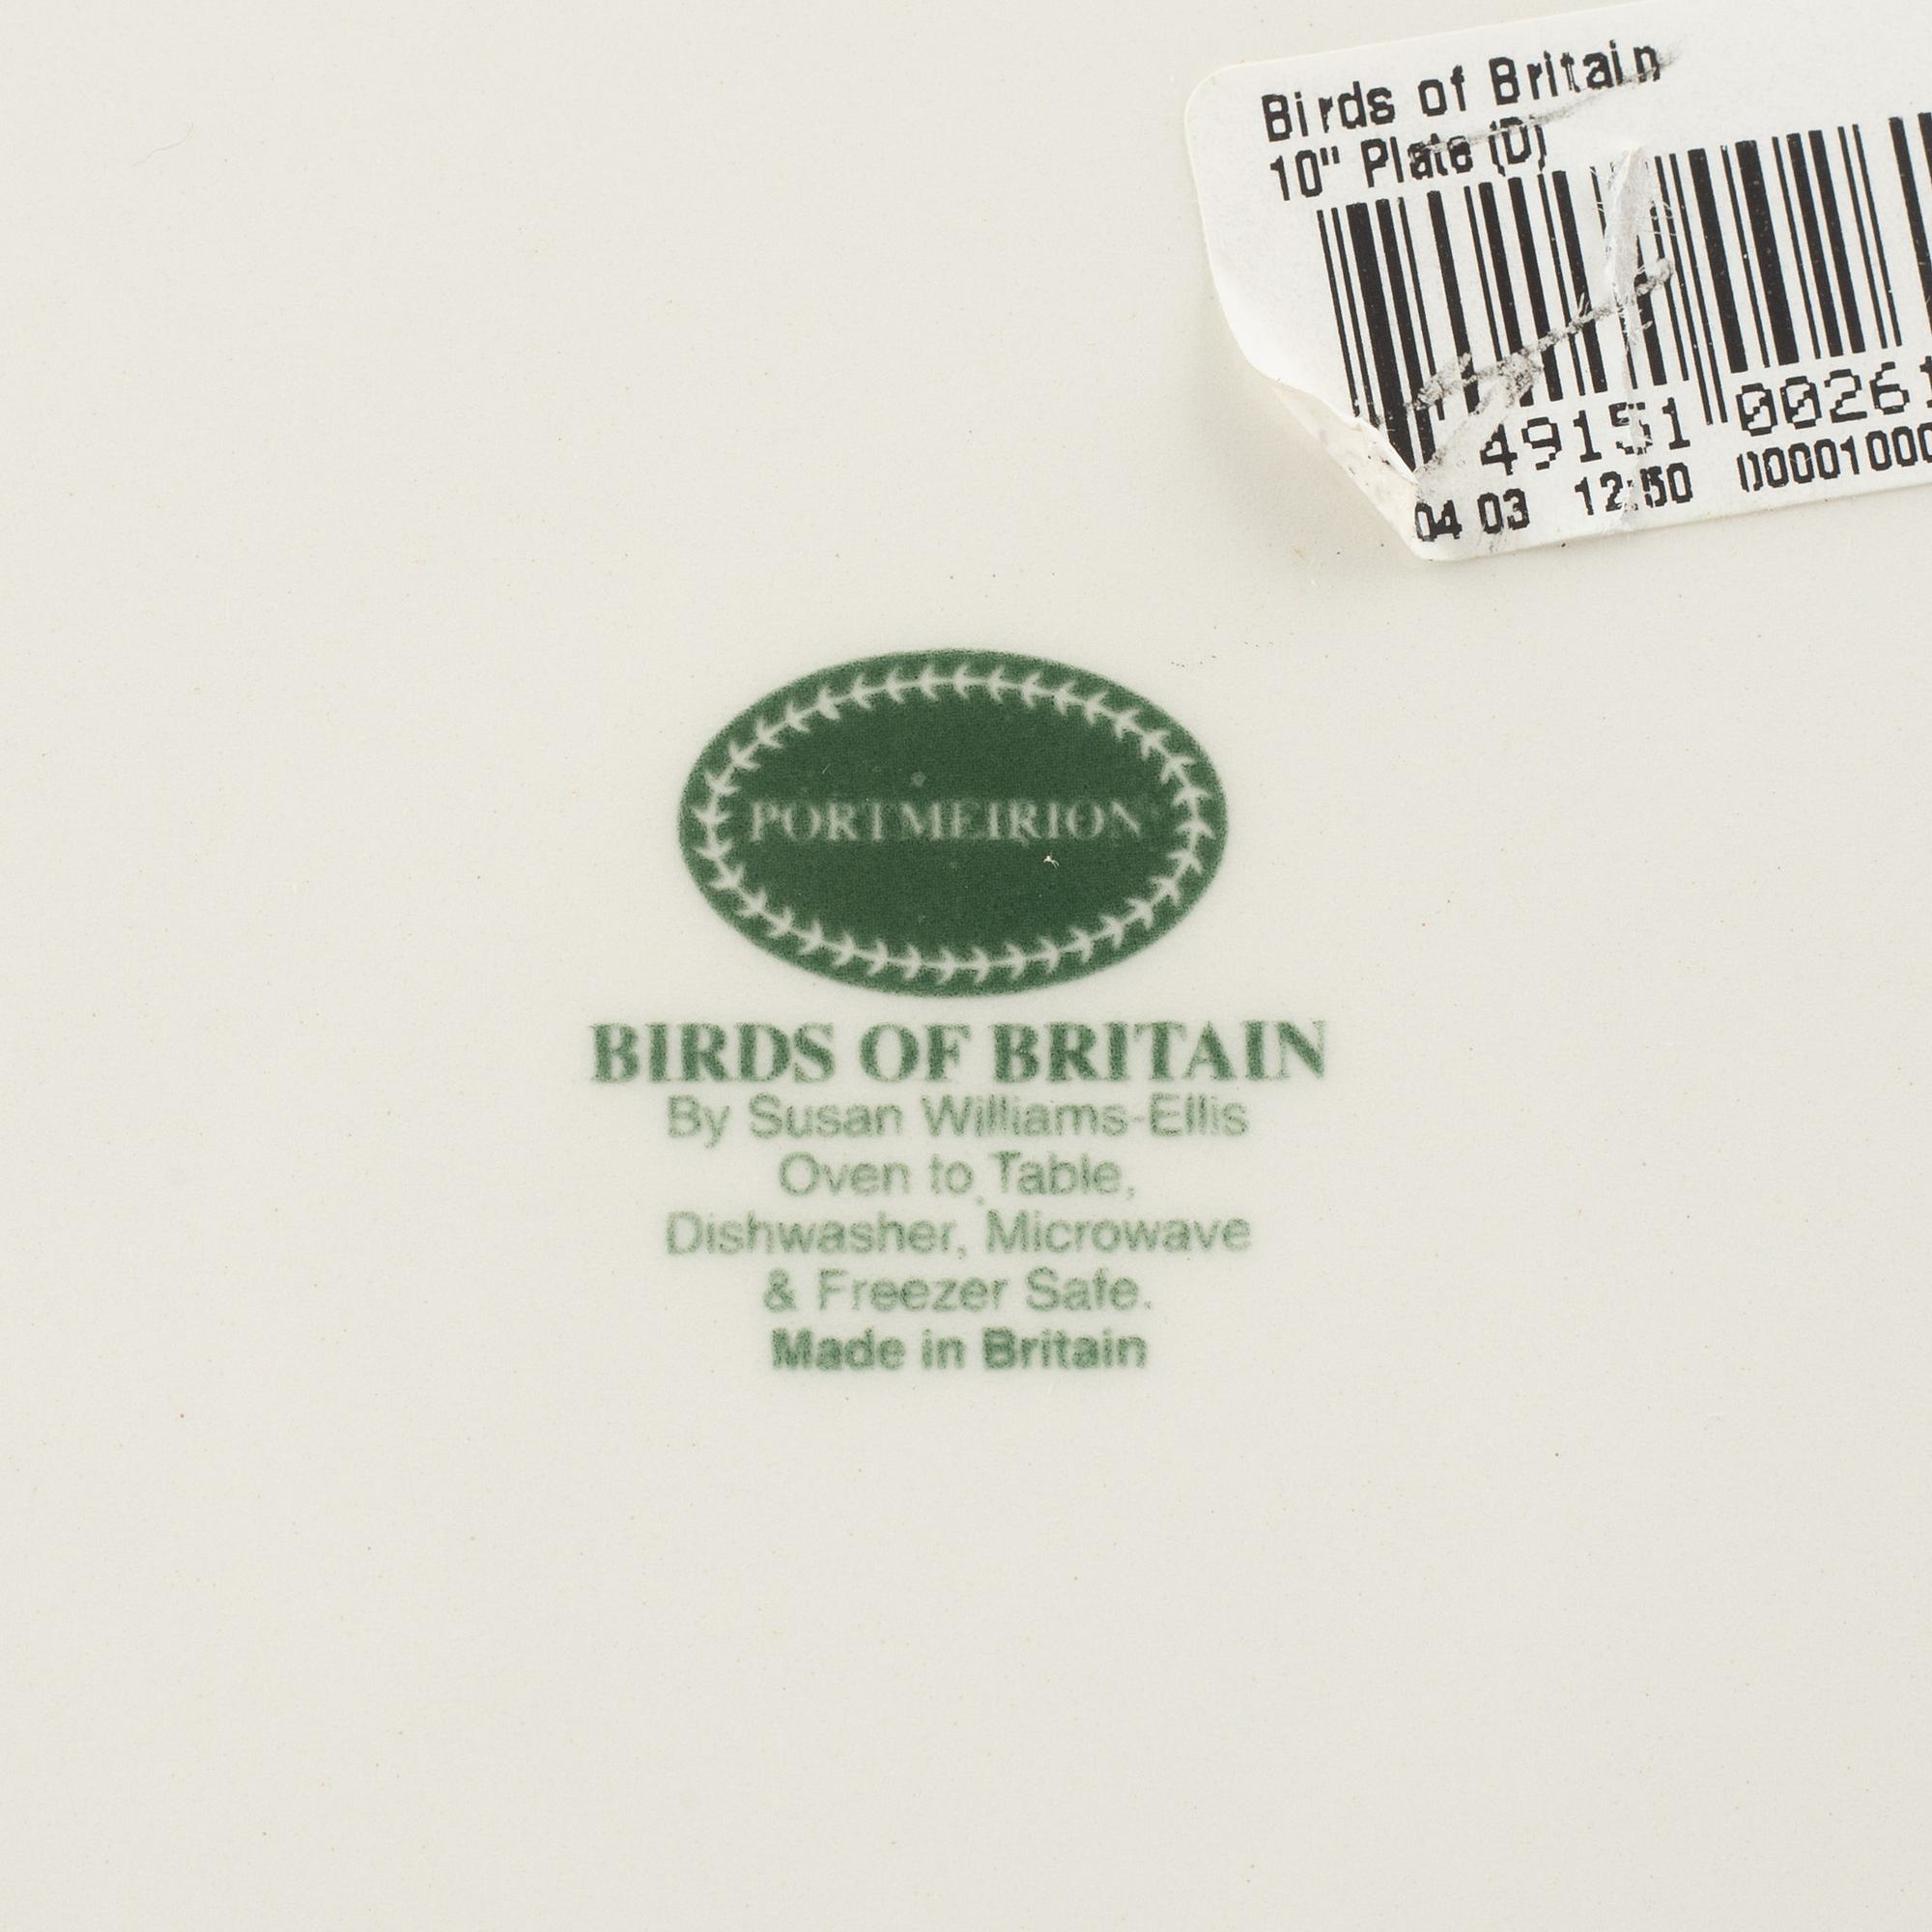 Birds of Britain
10" Plate (D)
49151 00261
04 03 12:50 00001000
PORTMEIRION
BIRDS OF BRITAIN
By Susan Williams-Ellis
Oven to Table,
Dishwasher, Microwave
& Freezer Safe.
Made in Britain